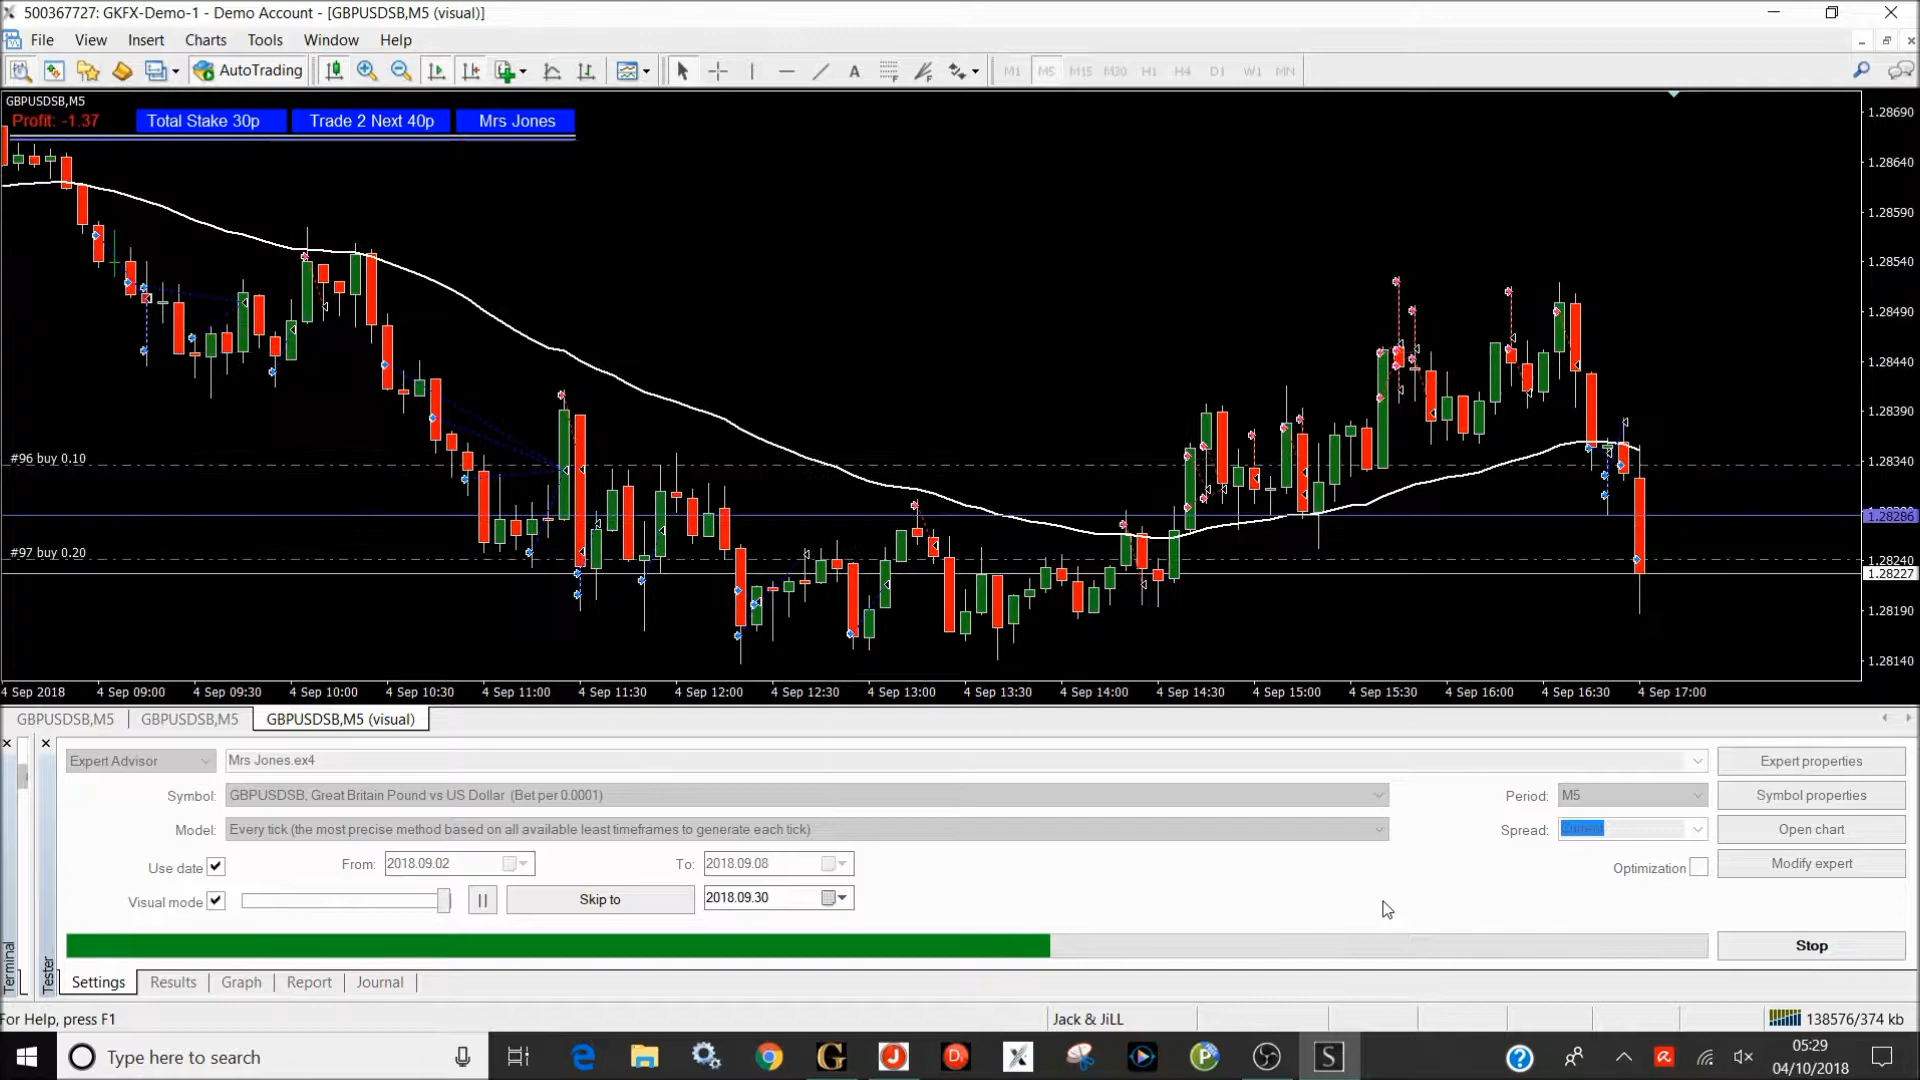 500367727: GKFX-Demo-1 - Demo Account - [GBPUSDSB,M5 (visual)]
File View Insert Charts Tools Window Help
AutoTrading A M1 M5 M15 M30 H1 H4 D1 W1 MN
GBPUSDSB,M5
Profit: -1.37 Total Stake 30p Trade 2 Next 40p Mrs Jones
1.28690
1.28640
1.28590
1.28540
1.28490
1.28440
1.28390
#96 buy 0.10
1.28340
1.28286
#97 buy 0.20
1.28240
1.28227
1.28190
1.28140
4 Sep 2018 4 Sep 09:00 4 Sep 09:30 4 Sep 10:00 4 Sep 10:30 4 Sep 11:00 4 Sep 11:30 4 Sep 12:00 4 Sep 12:30 4 Sep 13:00 4 Sep 13:30 4 Sep 14:00 4 Sep 14:30 4 Sep 15:00 4 Sep 15:30 4 Sep 16:00 4 Sep 16:30 4 Sep 17:00
GBPUSDSB,M5 GBPUSDSB,M5 GBPUSDSB,M5 (visual)
Expert Advisor Mrs Jones.ex4 Expert properties
Symbol: GBPUSDSB, Great Britain Pound vs US Dollar (Bet per 0.0001) Period: M5 Symbol properties
Model: Every tick (the most precise method based on all available least timeframes to generate each tick) Spread: Current Open chart
Use date From: 2018.09.02 To: 2018.09.08 Optimization Modify expert
Visual mode Skip to 2018.09.30
Stop
Terminal
Tester
Settings Results Graph Report Journal
For Help, press F1 Jack & JiLL 138576/374 kb
Type here to search
05:29
04/10/2018